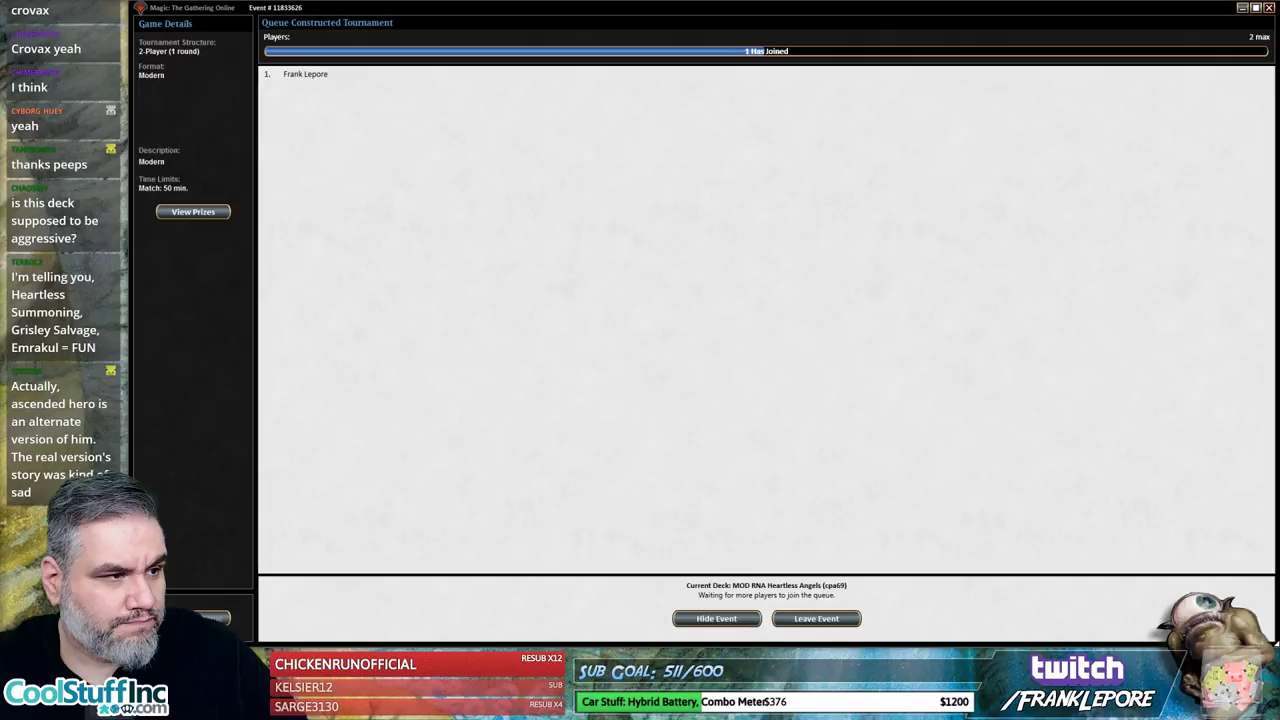 crovax
Crovax yeah
I think
CYBORG HUEY
yeah
thanks peeps
is this deck
supposed to be
aggressive?
I'm telling you,
Heartless
Summoning,
Grisley Salvage,
Emrakul = FUN
Actually,
ascended hero is
an alternate
version of him.
The real version's
story was kind of
sad
Magic: The Gathering Online Event # 11833626
Game Details
Tournament Structure:
2-Player (1 round)
Format:
Modern
Description:
Modern
Time Limits:
Match: 50 min.
View Prizes
Queue Constructed Tournament
Players: 2 max
1 Has Joined
1. Frank Lepore
Current Deck: MOD RNA Heartless Angels (cpa69)
Waiting for more players to join the queue.
Hide Event Leave Event
CoolStuffInc
.com
CHICKENRUNOFFICIAL RESUB X12
KELSIER12 SUB
SARGE3130 RESUB X4
SUB GOAL: 511/600
Car Stuff: Hybrid Battery, Combo Meter $376 $1200
twitch
/FRANKLEPORE